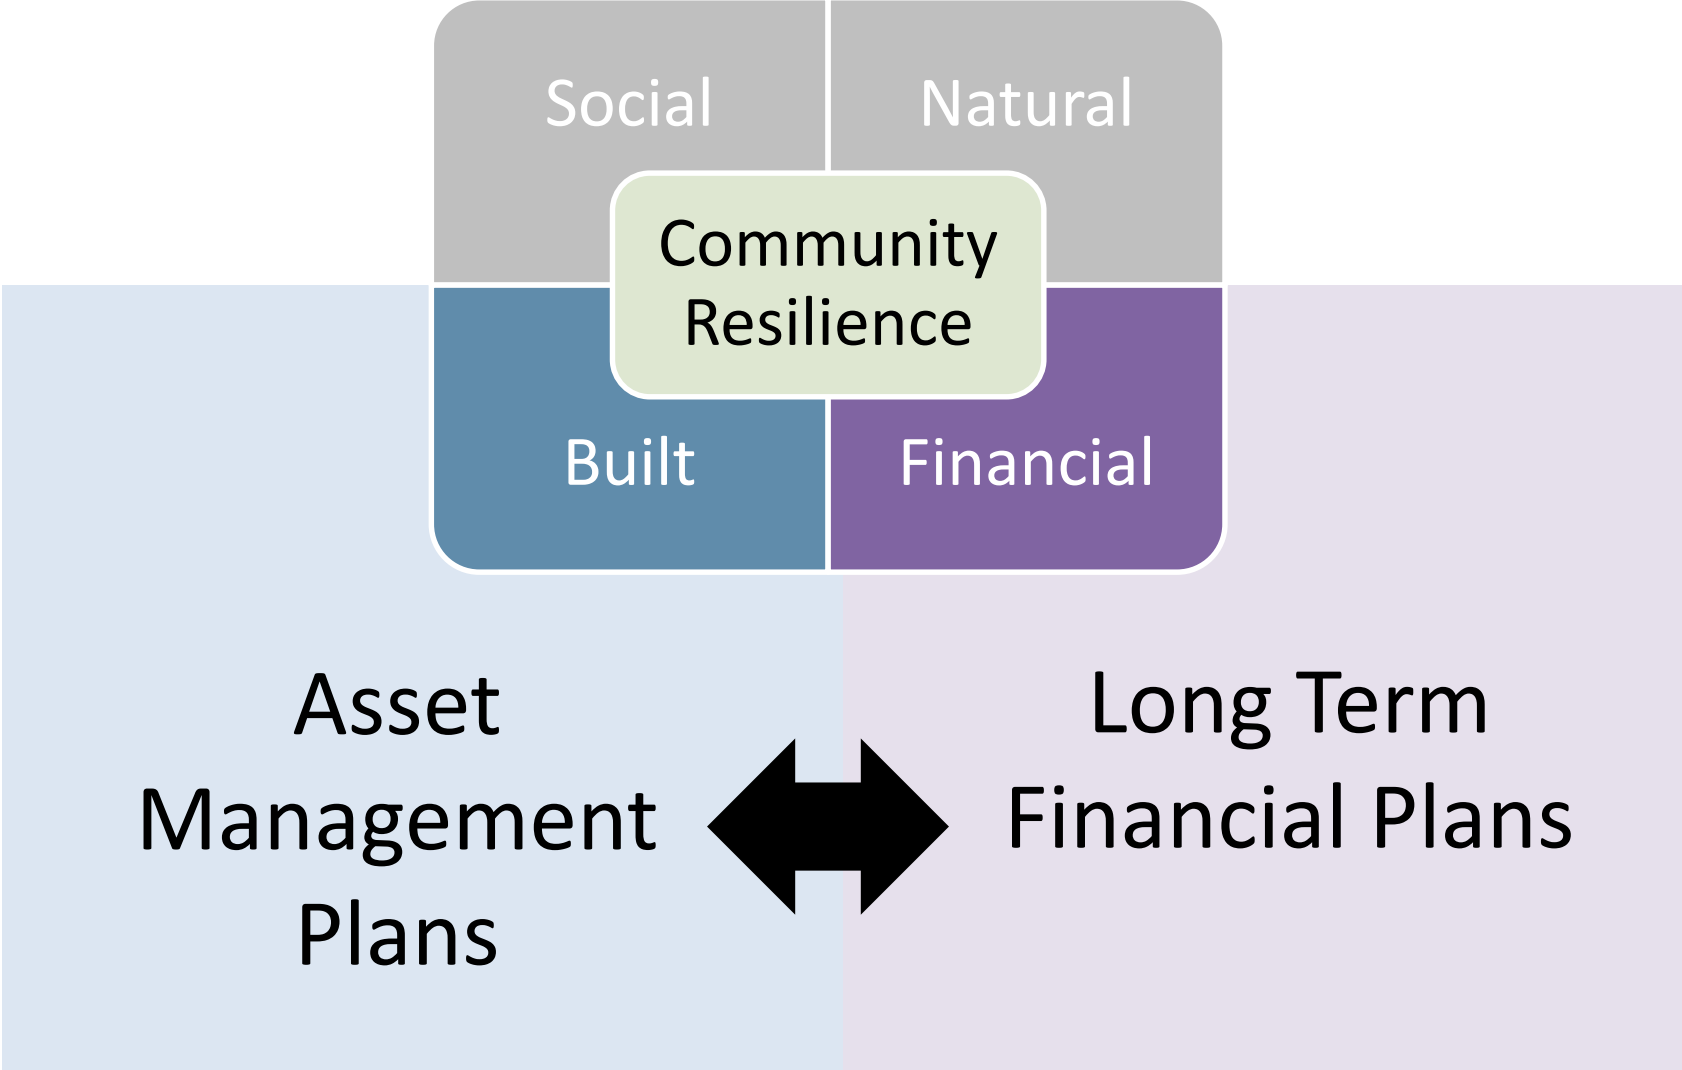 Social
Natural
Community
Resilience
Built
Financial
Asset
Management
Plans
Long Term
Financial Plans